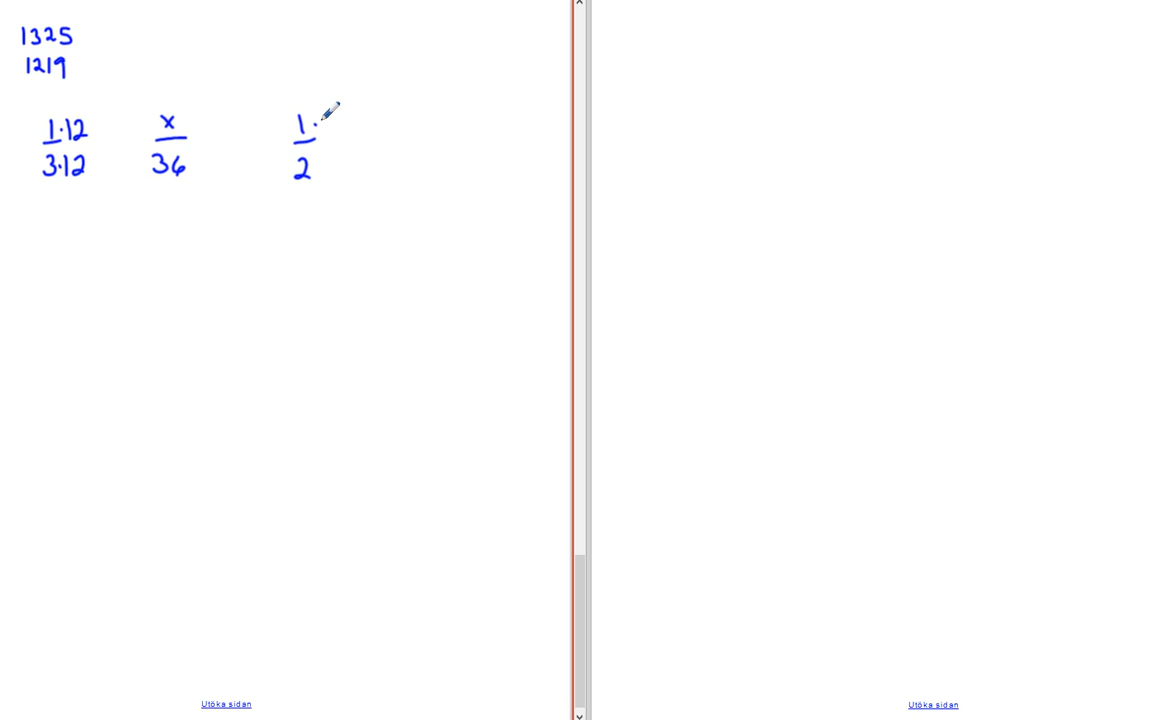 1325
1219
1·12 x 1·
3·12 36 2
Utöka sidan Utöka sidan